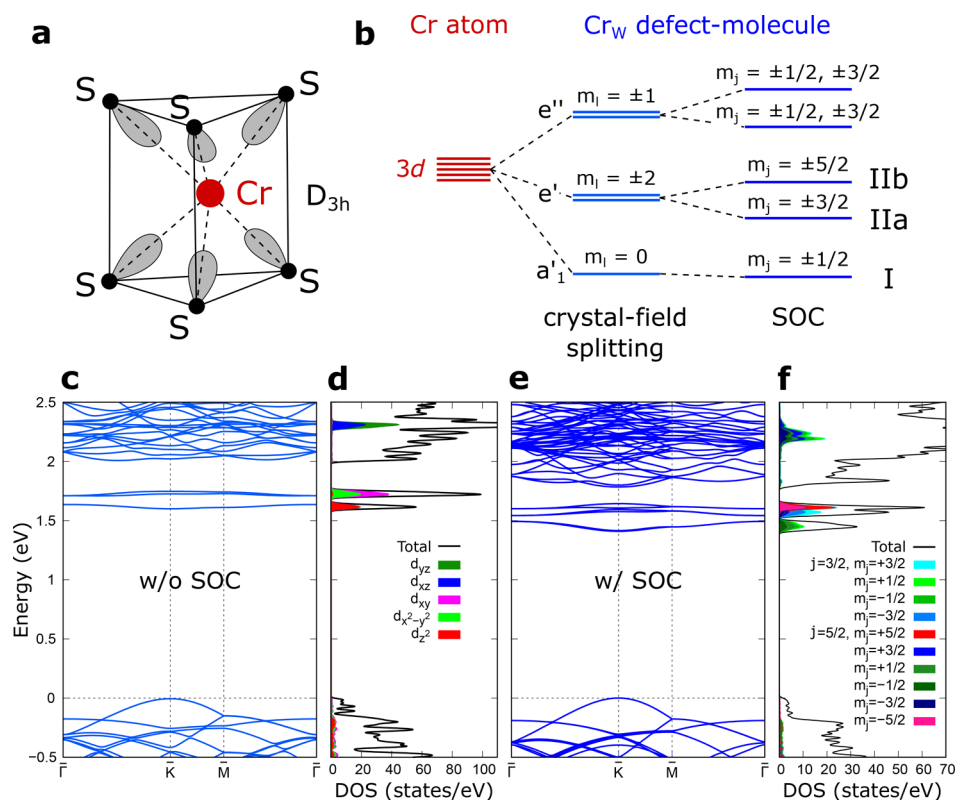 a
S
S
S
Cr
D3h
S
S
S
b
Cr atom
CrW defect-molecule
3d
e''
ml = ±1
e'
ml = ±2
a'1
ml = 0
crystal-field
splitting
mj = ±1/2, ±3/2
mj = ±1/2, ±3/2
mj = ±5/2
IIb
mj = ±3/2
IIa
mj = ±1/2
I
SOC
c
Energy (eV)
2.5
2
1.5
1
0.5
0
−0.5
w/o SOC
Γ̄ K̄ M̄ Γ̄
d
Total
dyz
dxz
dxy
dx²−y²
dz²
0 20 40 60 80 100
DOS (states/eV)
e
w/ SOC
Γ̄ K̄ M̄ Γ̄
f
Total
j=3/2, mj=+3/2
mj=+1/2
mj=−1/2
mj=−3/2
j=5/2, mj=+5/2
mj=+3/2
mj=+1/2
mj=−1/2
mj=−3/2
mj=−5/2
0 10 20 30 40 50 60 70
DOS (states/eV)